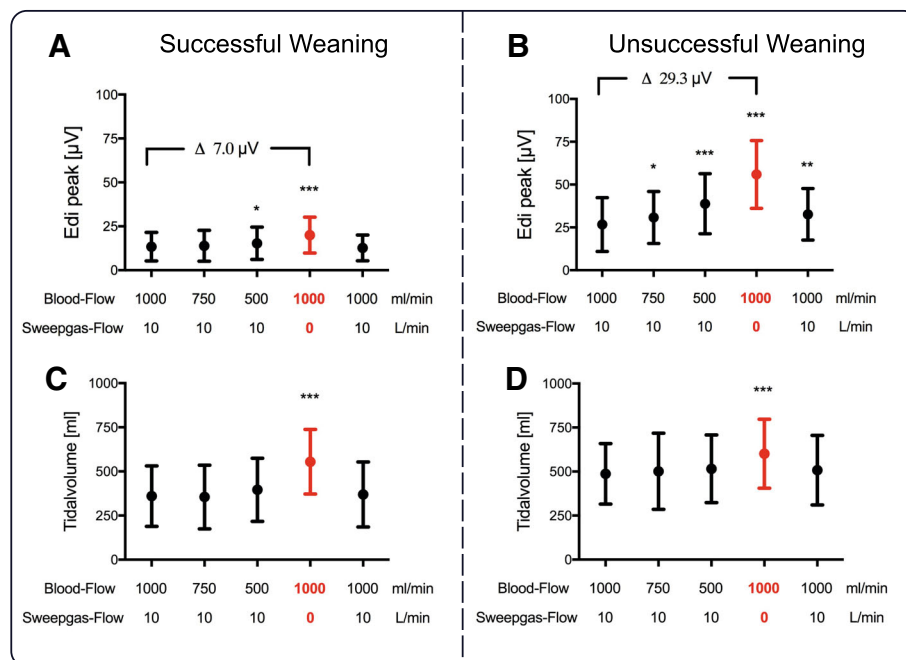 A Successful Weaning
Δ 7.0 µV
***
*
Edi peak [µV]
100
75
50
25
0
Blood-Flow 1000 750 500 1000 1000 ml/min
Sweepgas-Flow 10 10 10 0 10 L/min
B Unsuccessful Weaning
Δ 29.3 µV
***
* *** **
Edi peak [µV]
100
75
50
25
0
Blood-Flow 1000 750 500 1000 1000 ml/min
Sweepgas-Flow 10 10 10 0 10 L/min
C
***
Tidalvolume [ml]
1000
750
500
250
0
Blood-Flow 1000 750 500 1000 1000 ml/min
Sweepgas-Flow 10 10 10 0 10 L/min
D
***
Tidalvolume [ml]
1000
750
500
250
0
Blood-Flow 1000 750 500 1000 1000 ml/min
Sweepgas-Flow 10 10 10 0 10 L/min